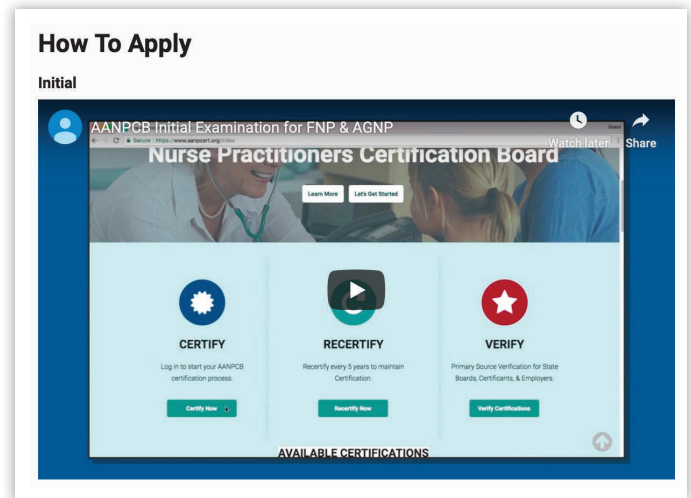 How To Apply
Initial
AANPCB Initial Examination for FNP & AGNP
Watch later
Share
Guest
Secure https://www.aanpcert.org/index
Nurse Practitioners Certification Board
Learn More
Let's Get Started
CERTIFY
RECERTIFY
VERIFY
Log in to start your AANPCB
certification process.
Recertify every 5 years to maintain
Certification.
Primary Source Verification for State
Boards, Certificants, & Employers.
Certify Now
Recertify Now
Verify Certifications
AVAILABLE CERTIFICATIONS